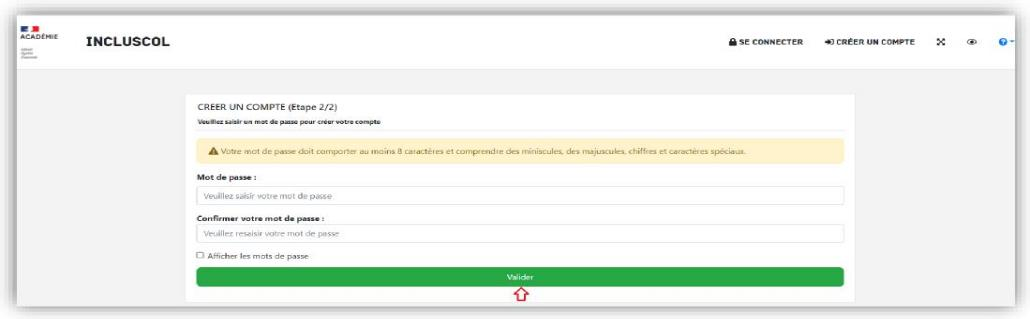 ACADÉMIE
INCLUSCOL
SE CONNECTER
CRÉER UN COMPTE
CREER UN COMPTE (Etape 2/2)
Veuillez saisir un mot de passe pour créer votre compte
Votre mot de passe doit comporter au moins 8 caractères et comprendre des miniscules, des majuscules, chiffres et caractères spéciaux.
Mot de passe :
Veuillez saisir votre mot de passe
Confirmer votre mot de passe :
Veuillez resaisir votre mot de passe
Afficher les mots de passe
Valider